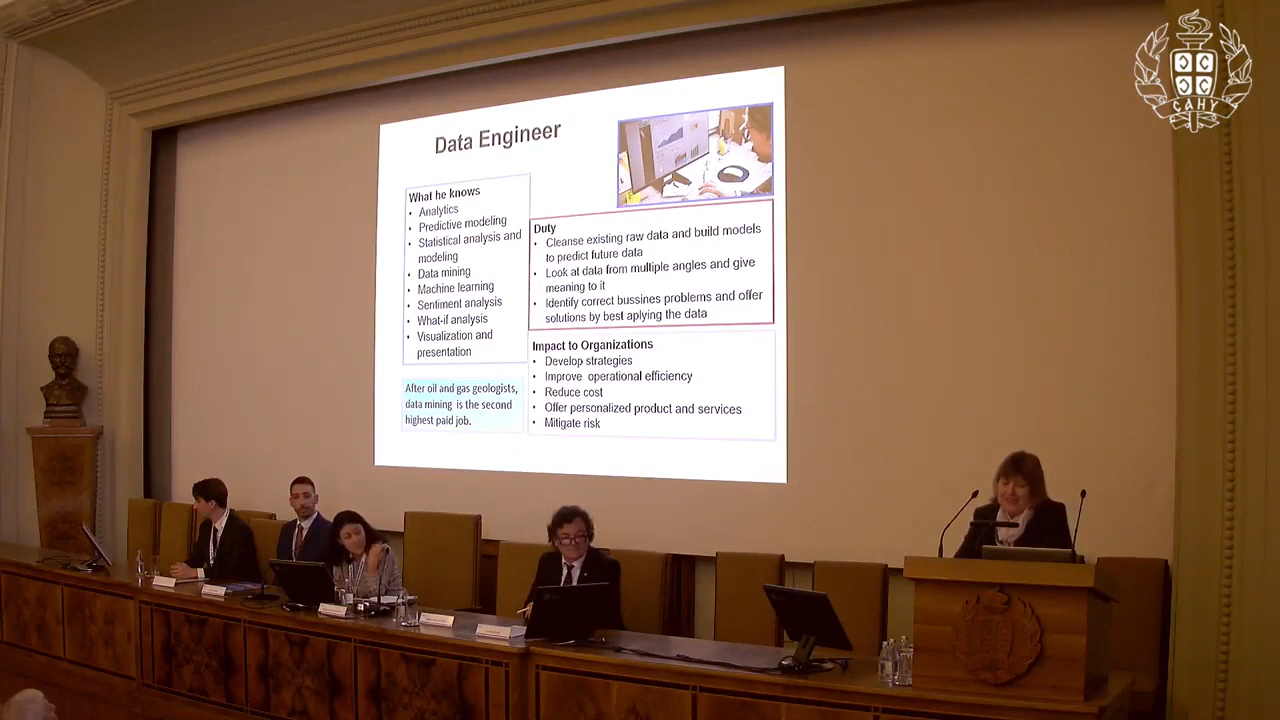 Data Engineer
What he knows
• Analytics
• Predictive modeling
• Statistical analysis and
modeling
• Data mining
• Machine learning
• Sentiment analysis
• What-if analysis
• Visualization and
presentation
After oil and gas geologists,
data mining is the second
highest paid job.
Duty
• Cleanse existing raw data and build models
to predict future data
• Look at data from multiple angles and give
meaning to it
• Identify correct bussines problems and offer
solutions by best aplying the data
Impact to Organizations
• Develop strategies
• Improve operational efficiency
• Reduce cost
• Offer personalized product and services
• Mitigate risk
САНУ